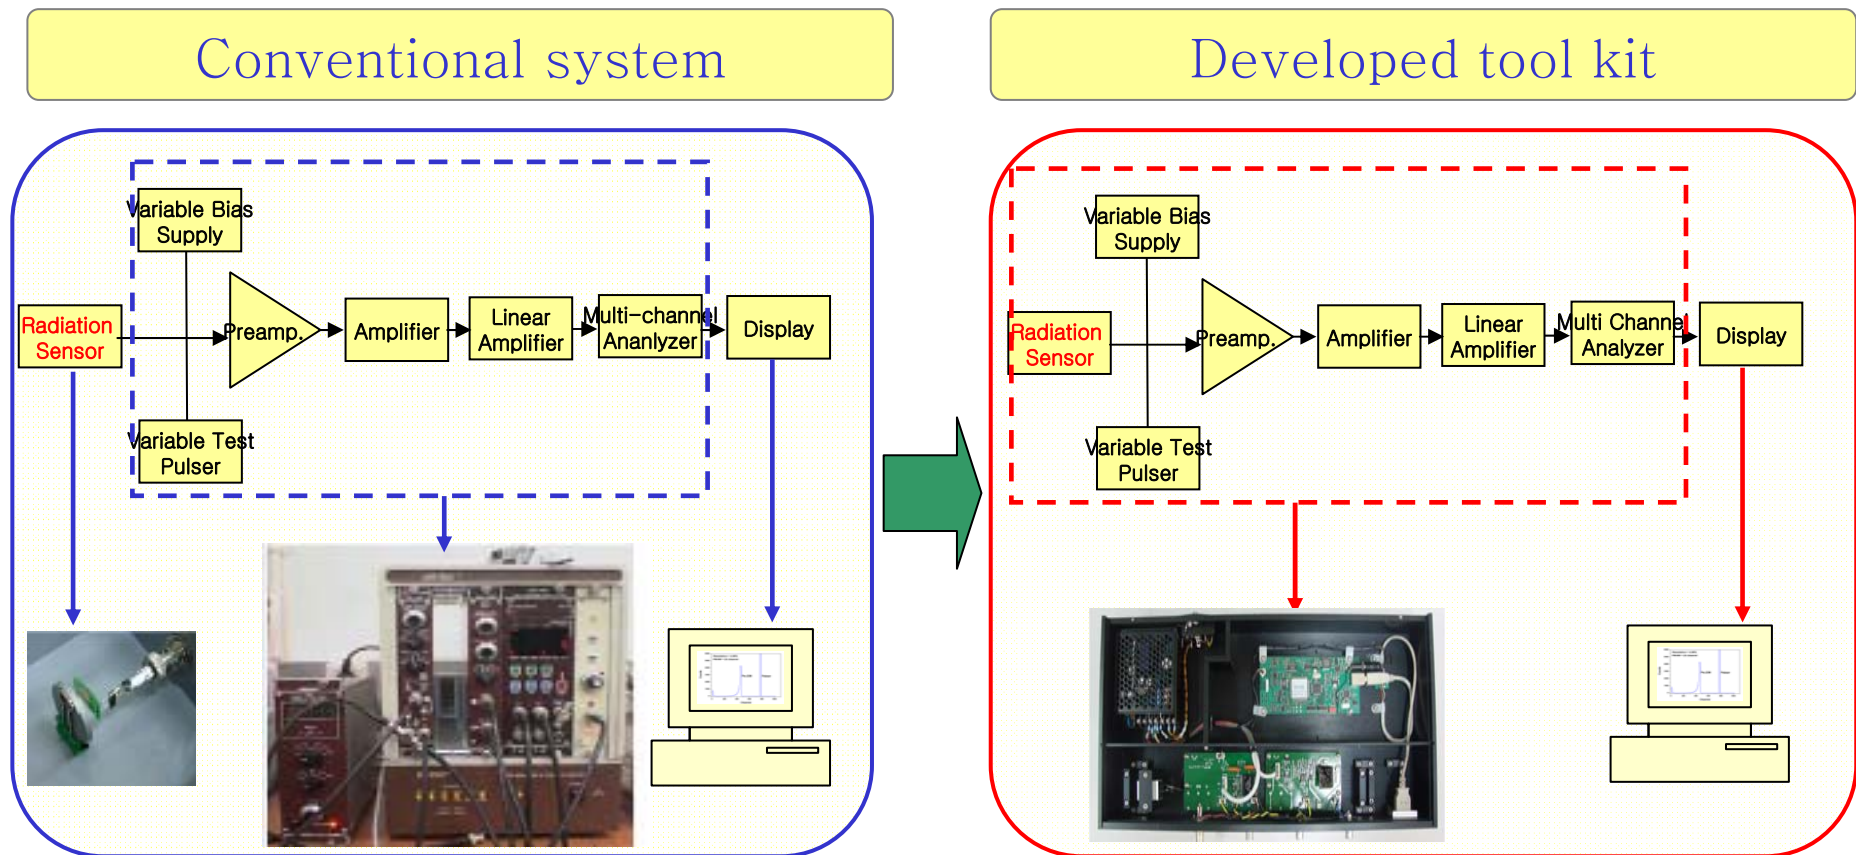 Conventional system
Developed tool kit
Variable Bias
Supply
Radiation
Sensor
Preamp.
Amplifier
Linear
Amplifier
Multi-channel
Ananlyzer
Display
Variable Test
Pulser
Variable Bias
Supply
Radiation
Sensor
Preamp.
Amplifier
Linear
Amplifier
Multi Channel
Analyzer
Display
Variable Test
Pulser